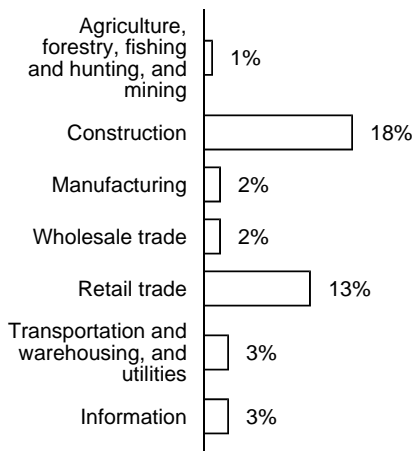 Agriculture,
forestry, fishing
and hunting, and
mining
1%
Construction
18%
Manufacturing
2%
Wholesale trade
2%
Retail trade
13%
Transportation and
warehousing, and
utilities
3%
Information
3%